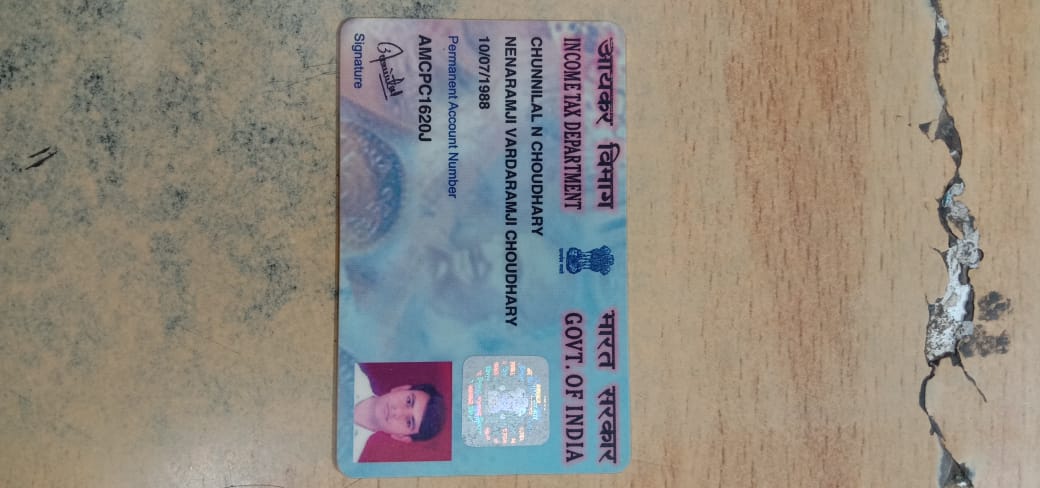 आयकर विभाग
INCOME TAX DEPARTMENT
भारत सरकार
GOVT. OF INDIA
CHUNNILAL N CHOUDHARY
NENARAMJI VARDARAMJI CHOUDHARY
10/07/1988
Permanent Account Number
AMCPC1620J
Signature